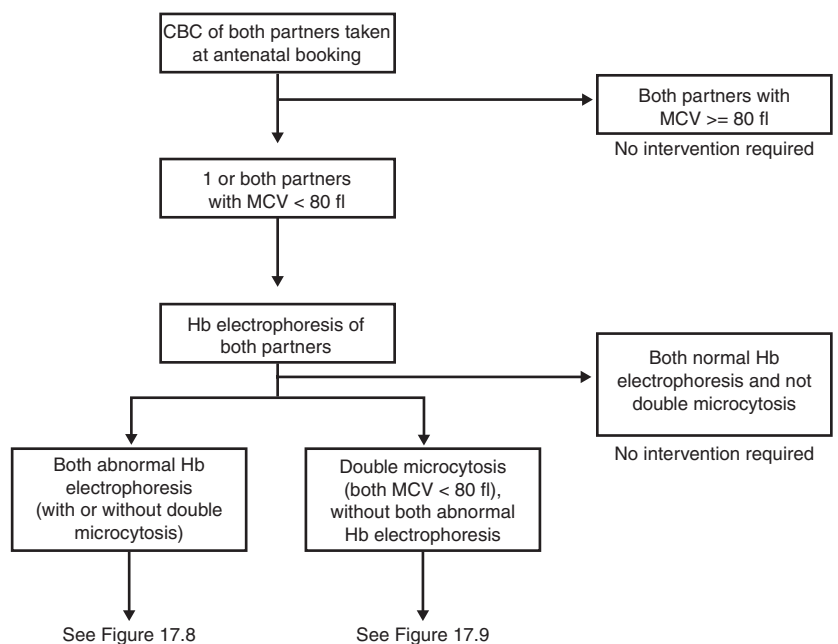 CBC of both partners taken
at antenatal booking
Both partners with
MCV >= 80 fl
No intervention required
1 or both partners
with MCV < 80 fl
Hb electrophoresis of
both partners
Both normal Hb
electrophoresis and not
double microcytosis
No intervention required
Both abnormal Hb
electrophoresis
(with or without double
microcytosis)
Double microcytosis
(both MCV < 80 fl),
without both abnormal
Hb electrophoresis
See Figure 17.8
See Figure 17.9